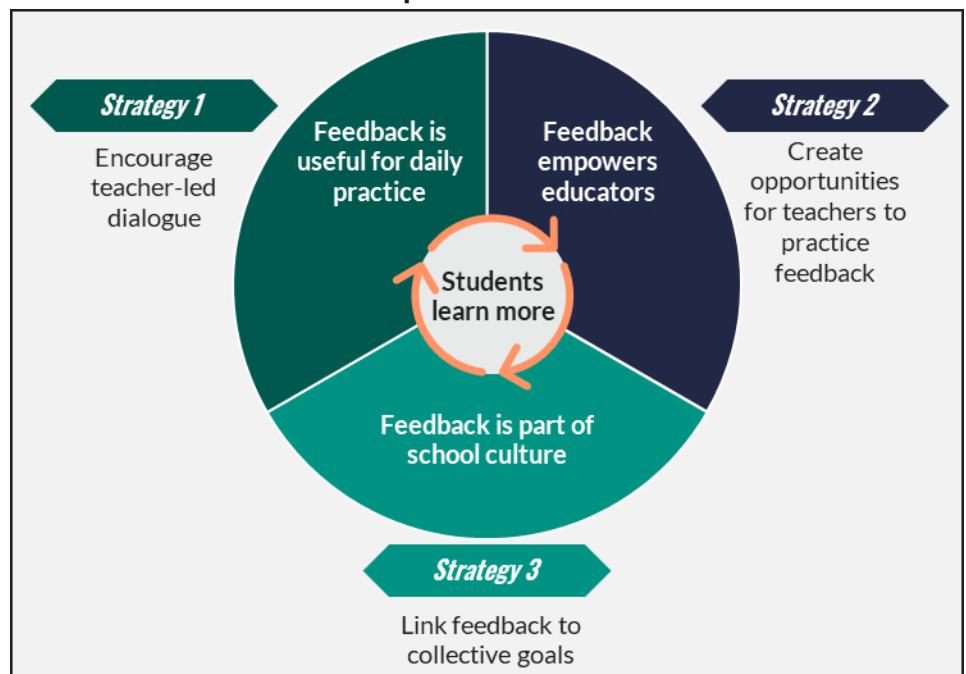 Strategy 1
Encourage
teacher-led
dialogue
Feedback is
useful for daily
practice
Feedback
empowers
educators
Strategy 2
Create
opportunities
for teachers to
practice
feedback
Students
learn more
Feedback is part of
school culture
Strategy 3
Link feedback to
collective goals